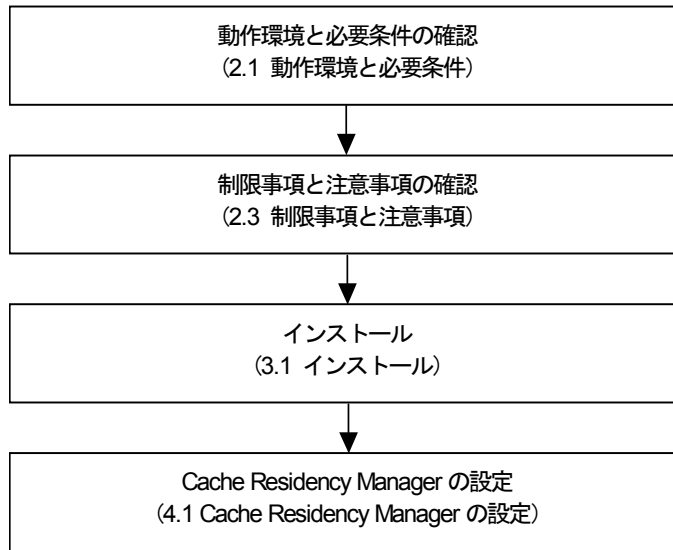 動作環境と必要条件の確認
(2.1 動作環境と必要条件)
制限事項と注意事項の確認
(2.3 制限事項と注意事項)
インストール
(3.1 インストール)
Cache Residency Manager の設定
(4.1 Cache Residency Manager の設定)